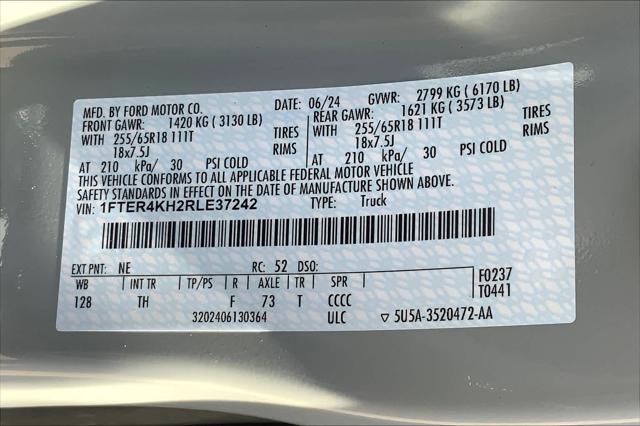 MFD. BY FORD MOTOR CO. DATE: 06/24 GVWR: 2799 KG ( 6170 LB)
FRONT GAWR: 1420 KG ( 3130 LB) REAR GAWR: 1621 KG ( 3573 LB)
WITH 255/65R18 111T TIRES WITH 255/65R18 111T TIRES
18x7.5J RIMS 18x7.5J RIMS
AT 210 kPa/ 30 PSI COLD AT 210 kPa/ 30 PSI COLD
THIS VEHICLE CONFORMS TO ALL APPLICABLE FEDERAL MOTOR VEHICLE
SAFETY STANDARDS IN EFFECT ON THE DATE OF MANUFACTURE SHOWN ABOVE.
VIN: 1FTER4KH2RLE37242 TYPE: Truck
EXT PNT: NE RC: 52 DSO: F0237
WB INT TR TP/PS R AXLE TR SPR T0441
128 TH F 73 T CCCC
3202406130364 ULC ▽ 5U5A-3520472-AA